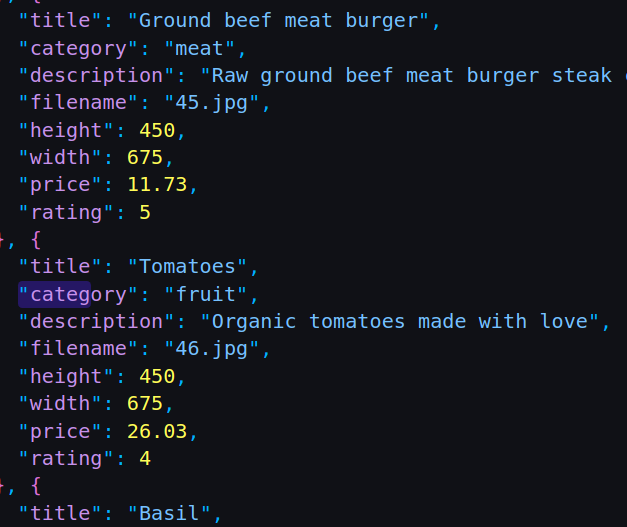 }, {
"title": "Ground beef meat burger",
"category": "meat",
"description": "Raw ground beef meat burger steak
"filename": "45.jpg",
"height": 450,
"width": 675,
"price": 11.73,
"rating": 5
}, {
"title": "Tomatoes",
"category": "fruit",
"description": "Organic tomatoes made with love",
"filename": "46.jpg",
"height": 450,
"width": 675,
"price": 26.03,
"rating": 4
}, {
"title": "Basil",